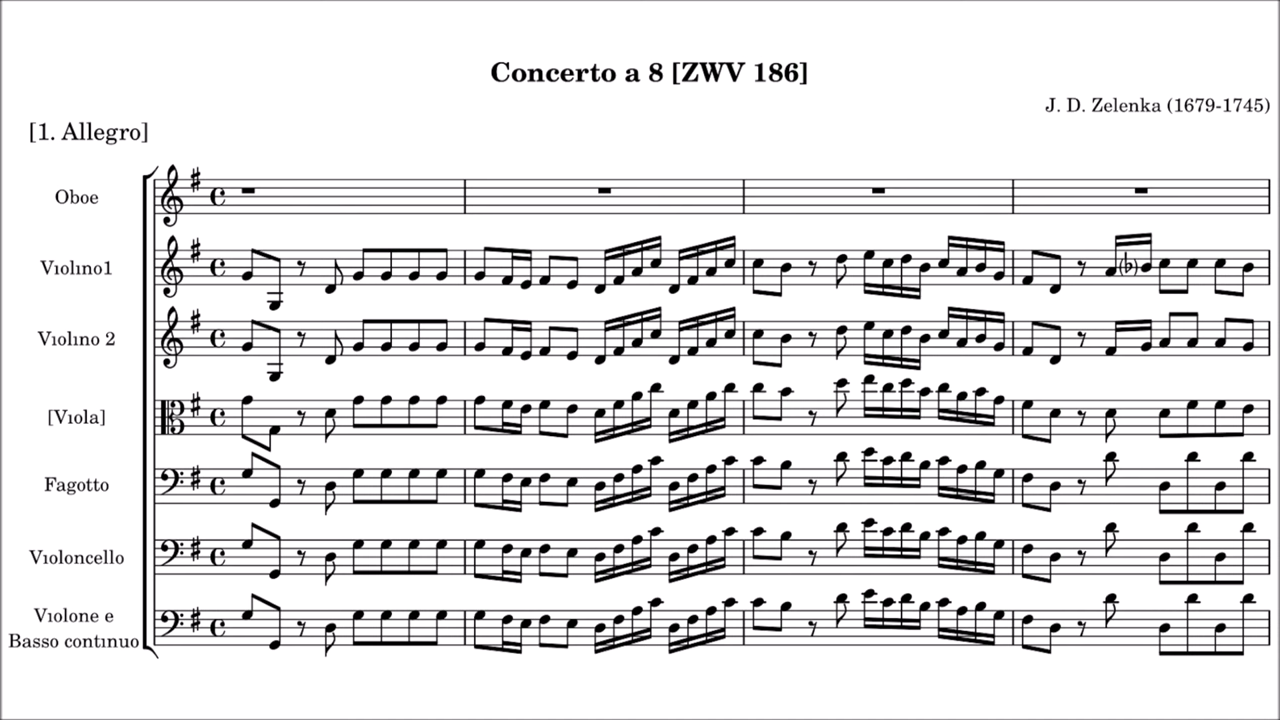 Concerto a 8 [ZWV 186]
J. D. Zelenka (1679-1745)
[1. Allegro]
Oboe
Violino1
Violino 2
[Viola]
Fagotto
Violoncello
Violone e
Basso continuo